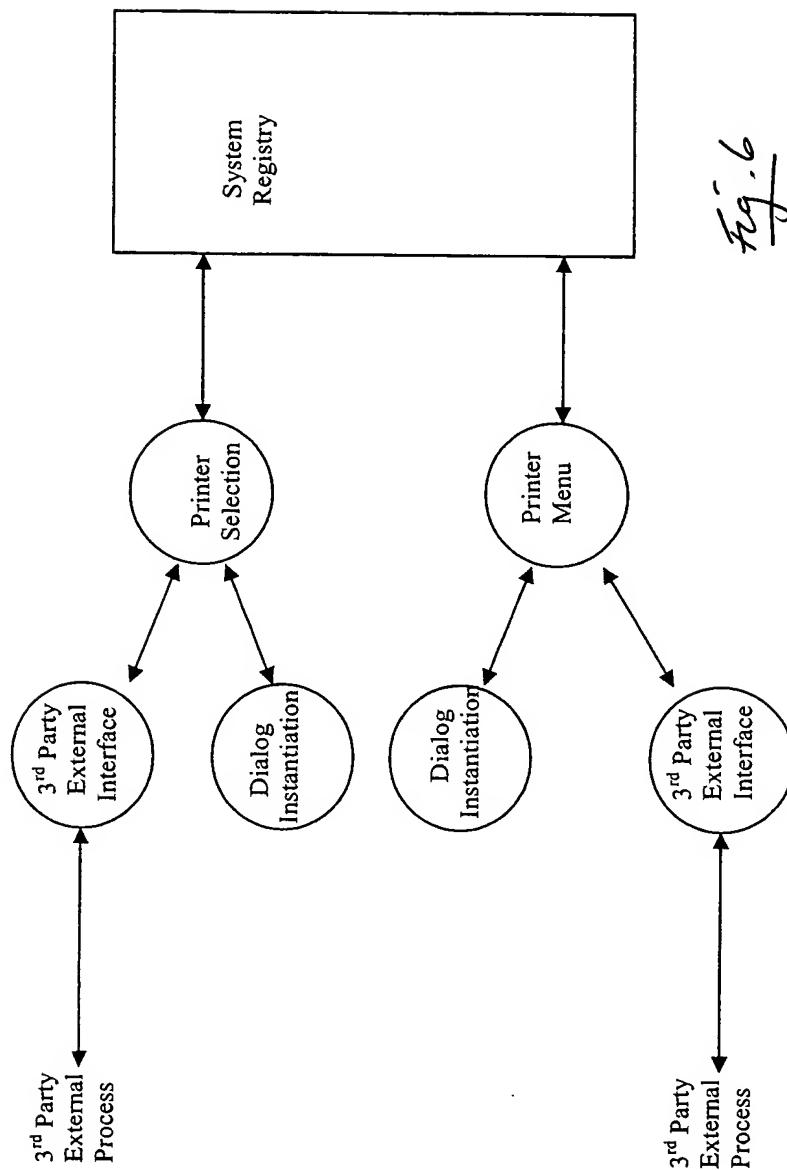 3rd Party
External
Process
3rd Party
External
Interface
Dialog
Instantiation
Printer
Selection
System
Registry
Dialog
Instantiation
Printer
Menu
3rd Party
External
Process
3rd Party
External
Interface
Fig. 6